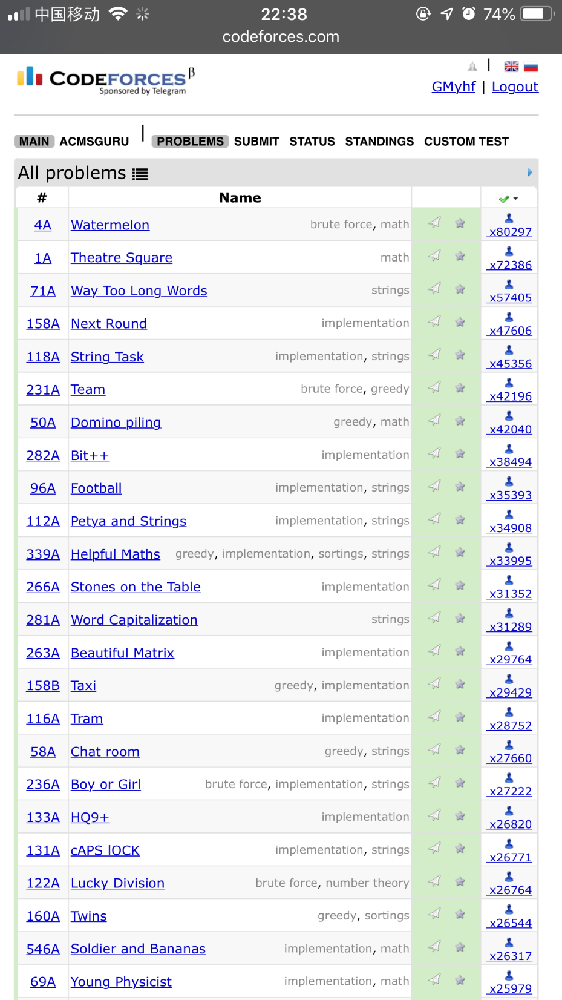 中国移动 22:38 74%
codeforces.com
CODEFORCES β
Sponsored by Telegram
GMyhf | Logout
MAIN ACMSGURU | PROBLEMS SUBMIT STATUS STANDINGS CUSTOM TEST
All problems
# Name
4A Watermelon brute force, math x80297
1A Theatre Square math x72386
71A Way Too Long Words strings x57405
158A Next Round implementation x47606
118A String Task implementation, strings x45356
231A Team brute force, greedy x42196
50A Domino piling greedy, math x42040
282A Bit++ implementation x38494
96A Football implementation, strings x35393
112A Petya and Strings implementation, strings x34908
339A Helpful Maths greedy, implementation, sortings, strings x33995
266A Stones on the Table implementation x31352
281A Word Capitalization strings x31289
263A Beautiful Matrix implementation x29764
158B Taxi greedy, implementation x29429
116A Tram implementation x28752
58A Chat room greedy, strings x27660
236A Boy or Girl brute force, implementation, strings x27222
133A HQ9+ implementation x26820
131A cAPS lOCK implementation, strings x26771
122A Lucky Division brute force, number theory x26764
160A Twins greedy, sortings x26544
546A Soldier and Bananas implementation, math x26317
69A Young Physicist implementation, math x25979